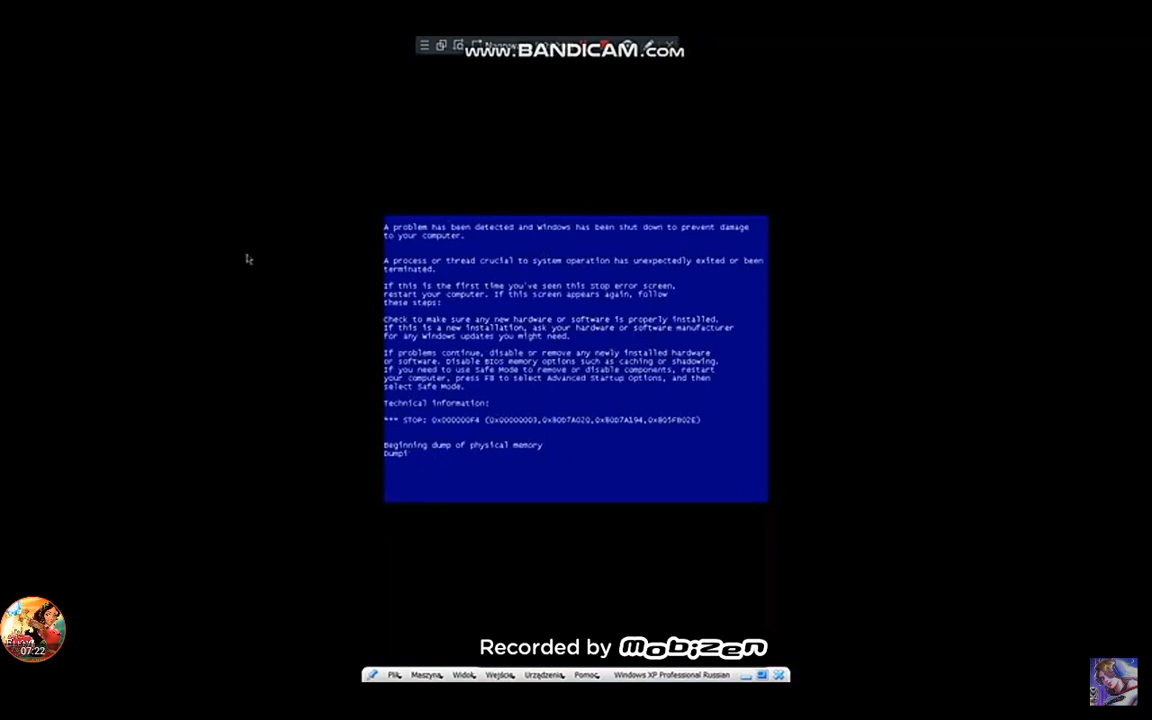 www.BANDICAM.com
A problem has been detected and windows has been shut down to prevent damage
to your computer.
A process or thread crucial to system operation has unexpectedly exited or been
terminated.
If this is the first time you've seen this Stop error screen,
restart your computer. If this screen appears again, follow
these steps:
Check to make sure any new hardware or software is properly installed.
If this is a new installation, ask your hardware or software manufacturer
for any windows updates you might need.
If problems continue, disable or remove any newly installed hardware
or software. Disable BIOS memory options such as caching or shadowing.
If you need to use Safe Mode to remove or disable components, restart
your computer, press F8 to select Advanced Startup Options, and then
select Safe Mode.
Technical information:
*** STOP: 0x000000F4 (0x00000003,0x80D7A020,0x80D7A194,0x805FB02E)
Beginning dump of physical memory
Dumpi
07:22
Recorded by mobizen
Plik Maszyna Widok Wejście Urządzenia Pomoc Windows XP Professional Russian